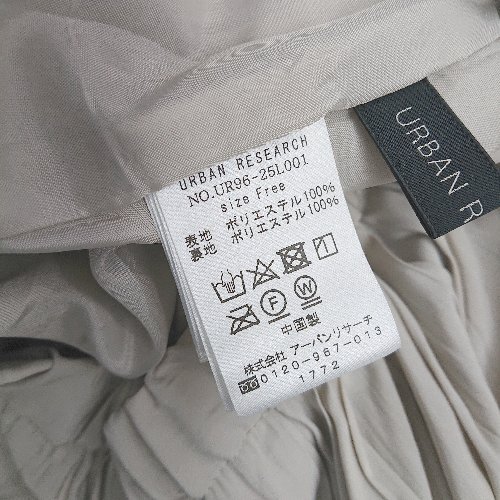 URBAN RESEARCH
NO.UR96-25L001
size Free
表地 ポリエステル100%
裏地 ポリエステル100%
F W
中国製
株式会社 アーバンリサーチ
0120-967-013
1772
URBAN R